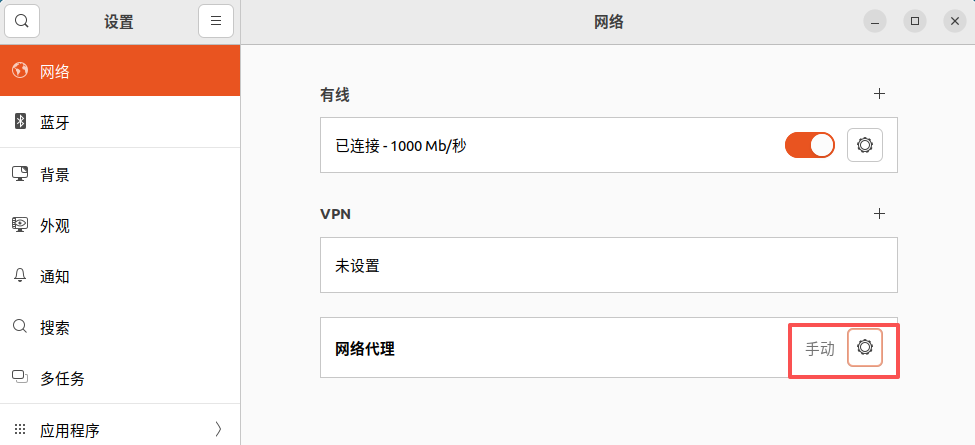 设置
网络
网络
蓝牙
背景
外观
通知
搜索
多任务
应用程序
有线
已连接 - 1000 Mb/秒
VPN
未设置
网络代理
手动